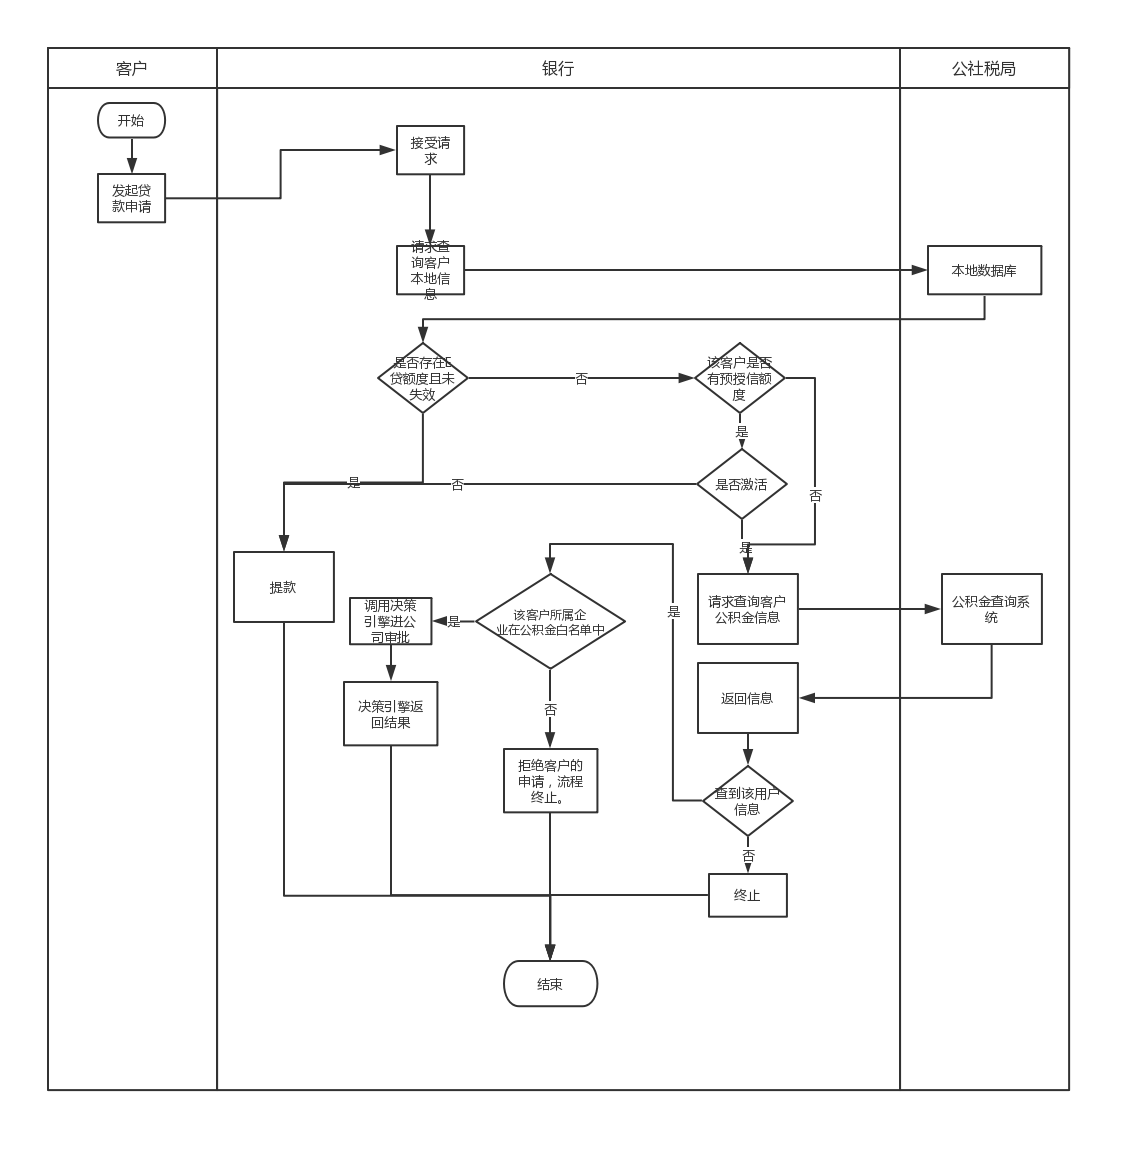 客户
银行
公社税局
开始
接受请
求
发起贷
款申请
请求查
询客户
本地信
息
本地数据库
是否存在E
贷额度且未
失效
否
该客户是否
有预授信额
度
是
是
否
是否激活
否
是
提款
调用决策
引擎进公
司审批
是
该客户所属企
业在公积金白名单中
是
请求查询客户
公积金信息
公积金查询系
统
决策引擎返
回结果
否
返回信息
拒绝客户的
申请，流程
终止。
查到该用户
信息
否
终止
结束